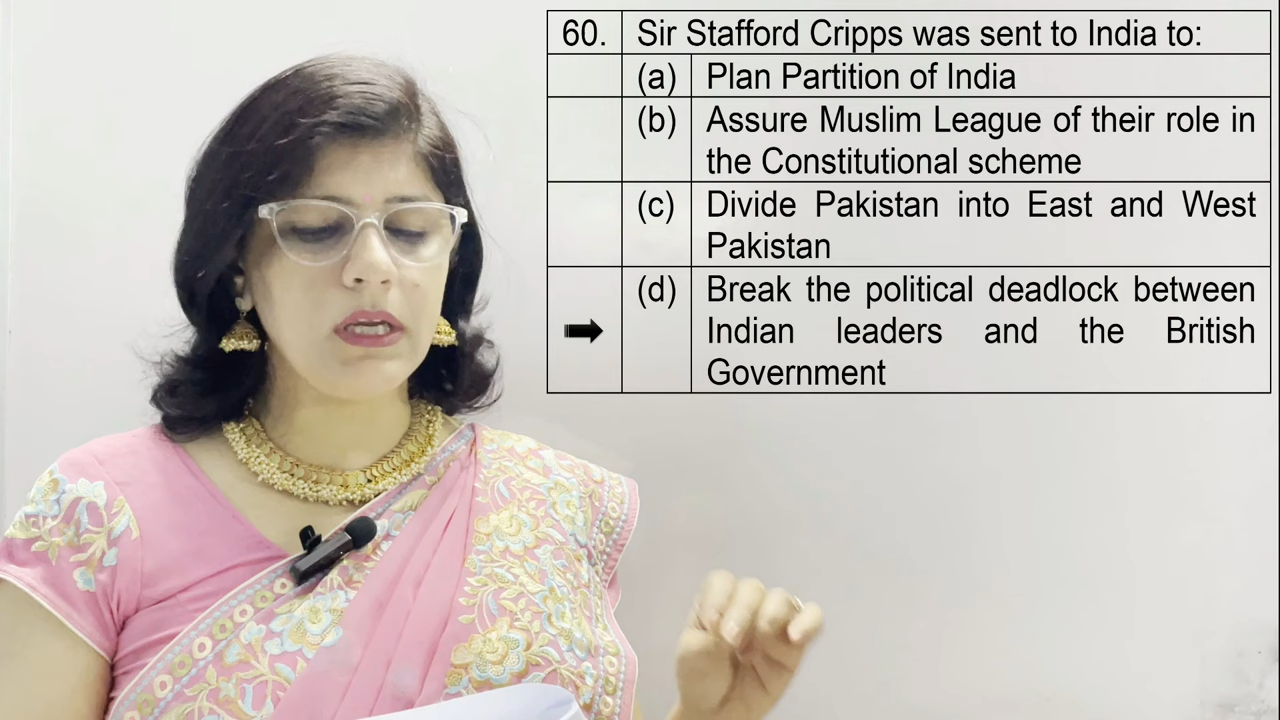 60. Sir Stafford Cripps was sent to India to:
(a) Plan Partition of India
(b) Assure Muslim League of their role in
the Constitutional scheme
(c) Divide Pakistan into East and West
Pakistan
(d) Break the political deadlock between
Indian leaders and the British
Government